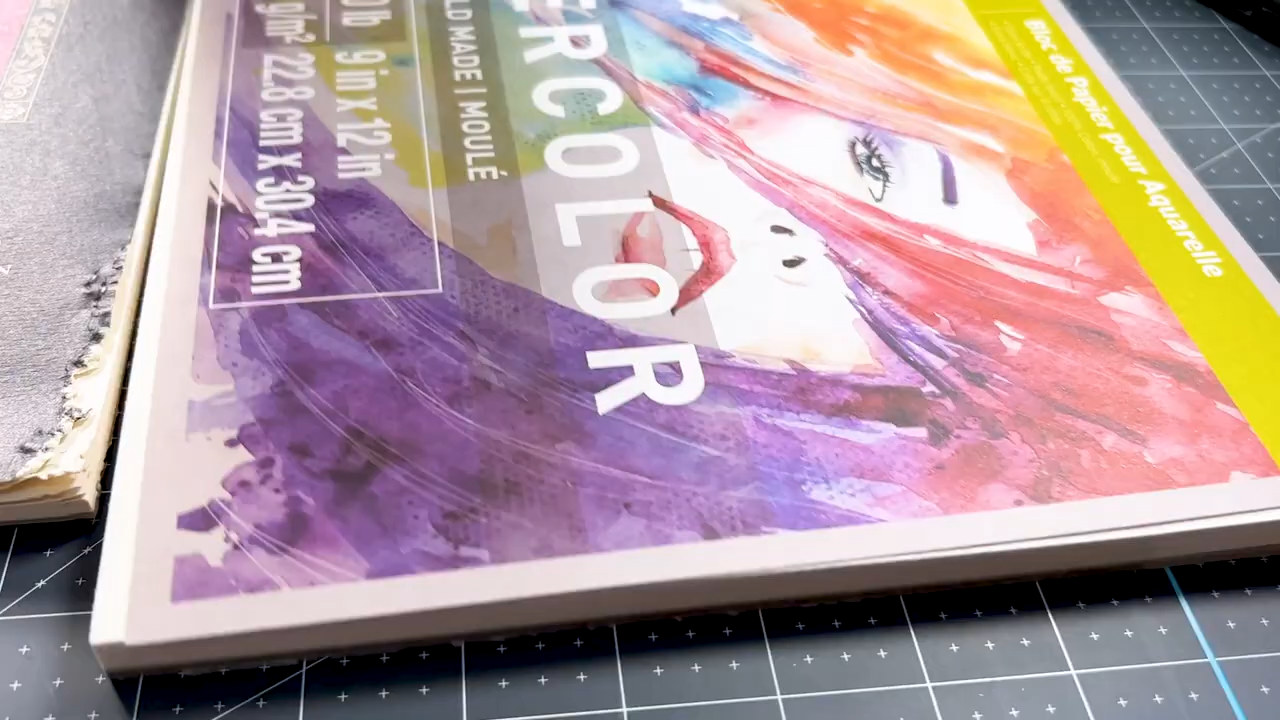 Bloc de Papier pour Aquarelle
ERCOLOR
LD MADE | MOULÉ
0 lb 9 in x 12 in
g/m² 22.8 cm x 30.4 cm